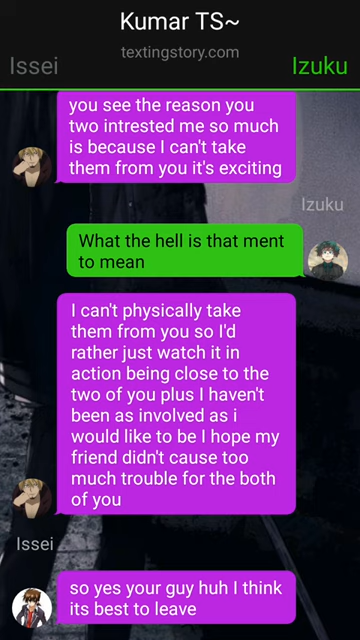 Kumar TS~
textingstory.com
Issei
Izuku
you see the reason you
two intrested me so much
is because I can't take
them from you it's exciting
Izuku
What the hell is that ment
to mean
I can't physically take
them from you so I'd
rather just watch it in
action being close to the
two of you plus I haven't
been as involved as i
would like to be I hope my
friend didn't cause too
much trouble for the both
of you
Issei
so yes your guy huh I think
its best to leave